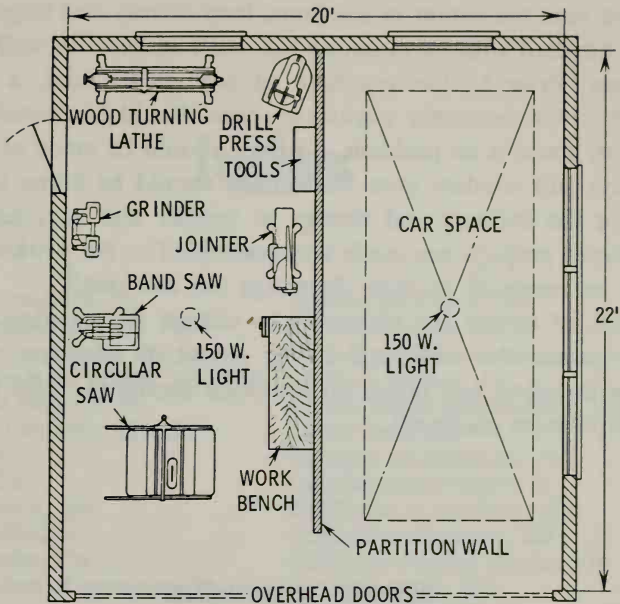 20'
WOOD TURNING
LATHE
DRILL
PRESS
TOOLS
GRINDER
JOINTER
CAR SPACE
BAND SAW
150 W.
LIGHT
150 W.
LIGHT
22'
CIRCULAR
SAW
WORK
BENCH
PARTITION WALL
OVERHEAD DOORS